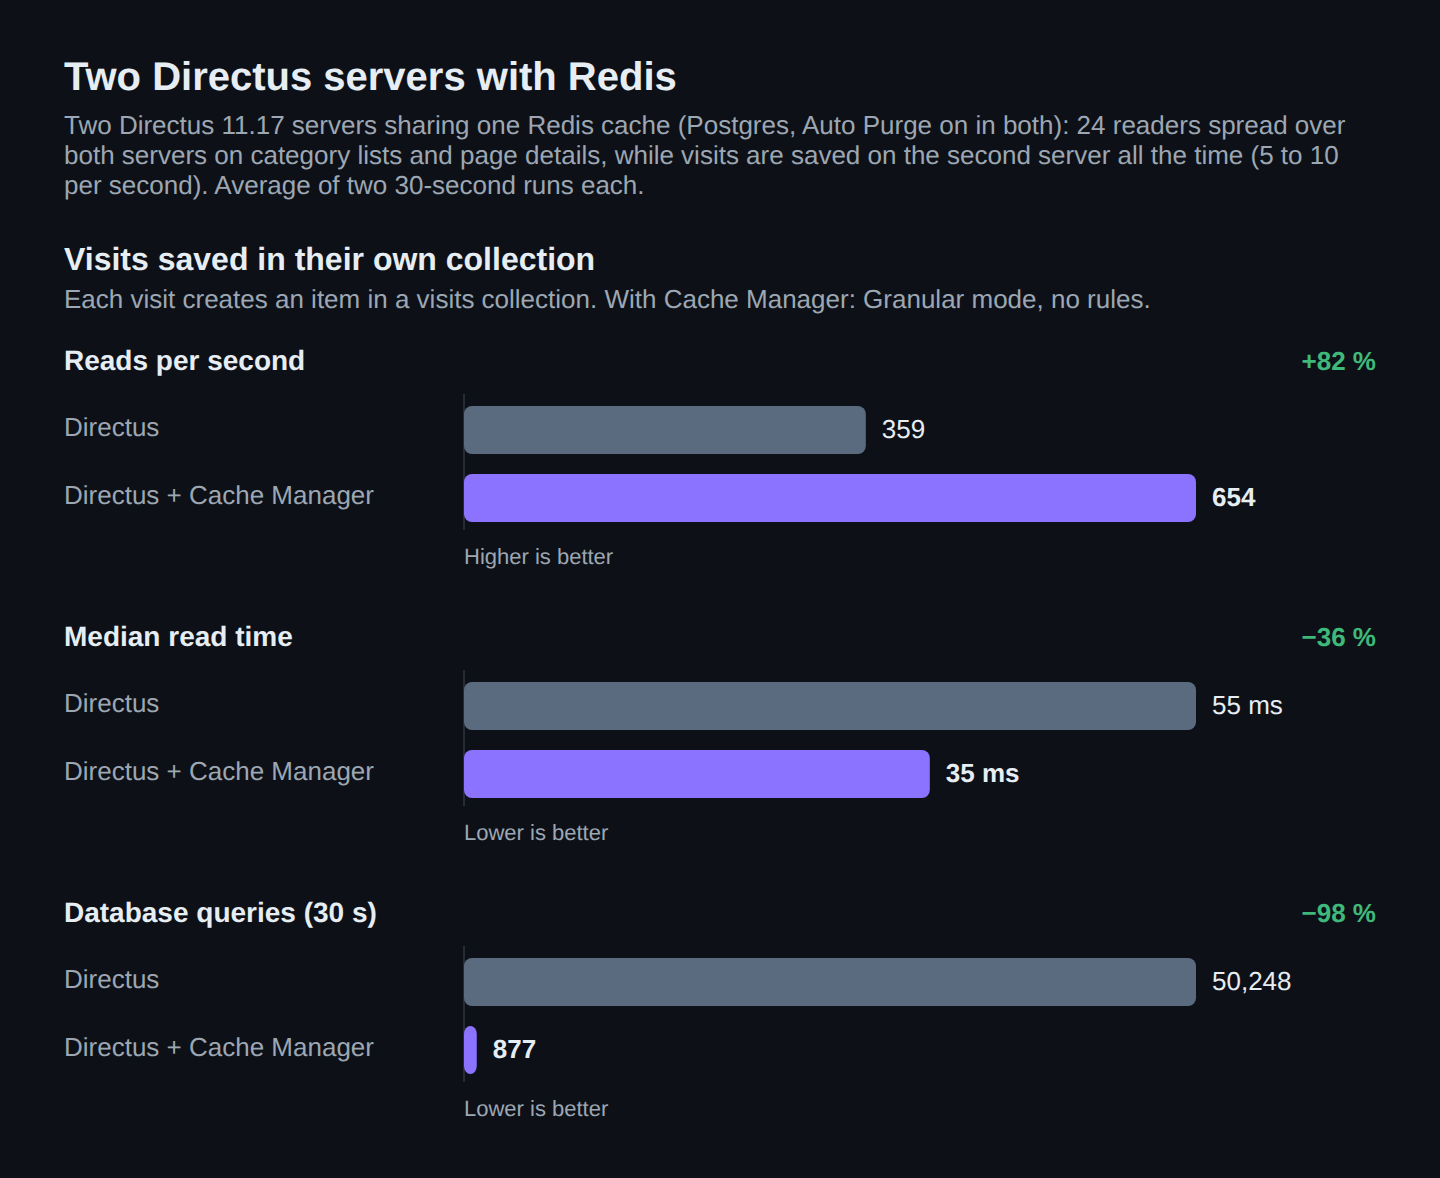 Two Directus servers with Redis
Two Directus 11.17 servers sharing one Redis cache (Postgres, Auto Purge on in both): 24 readers spread over
both servers on category lists and page details, while visits are saved on the second server all the time (5 to 10
per second). Average of two 30-second runs each.
Visits saved in their own collection
Each visit creates an item in a visits collection. With Cache Manager: Granular mode, no rules.
Reads per second +82 %
Directus 359
Directus + Cache Manager 654
Higher is better
Median read time −36 %
Directus 55 ms
Directus + Cache Manager 35 ms
Lower is better
Database queries (30 s) −98 %
Directus 50,248
Directus + Cache Manager 877
Lower is better